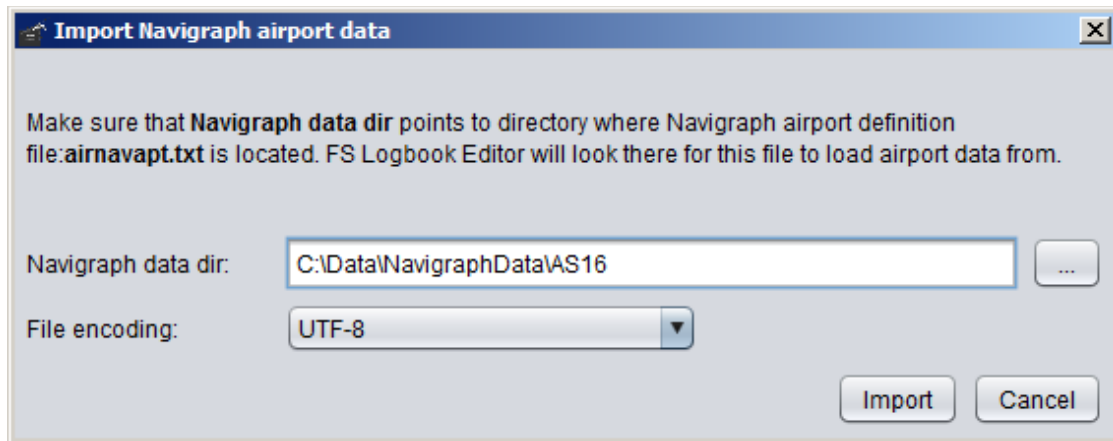 Import Navigraph airport data
Make sure that Navigraph data dir points to directory where Navigraph airport definition
file:airnavapt.txt is located. FS Logbook Editor will look there for this file to load airport data from.
Navigraph data dir: C:\Data\NavigraphData\AS16 ...
File encoding: UTF-8
Import Cancel